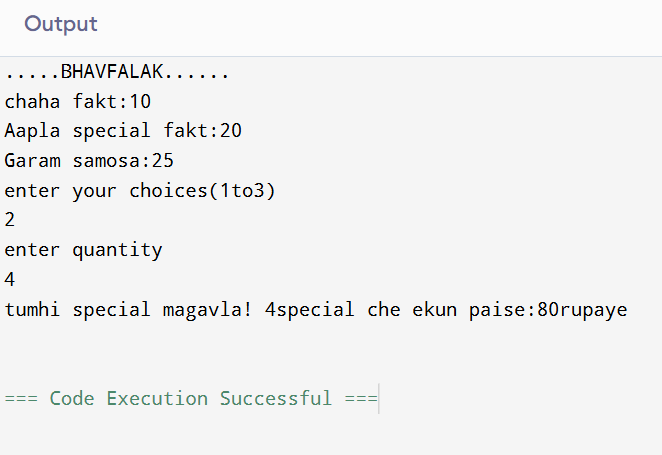 Output
.....BHAVFALAK......
chaha fakt:10
Aapla special fakt:20
Garam samosa:25
enter your choices(1to3)
2
enter quantity
4
tumhi special magavla! 4special che ekun paise:80rupaye
=== Code Execution Successful ===